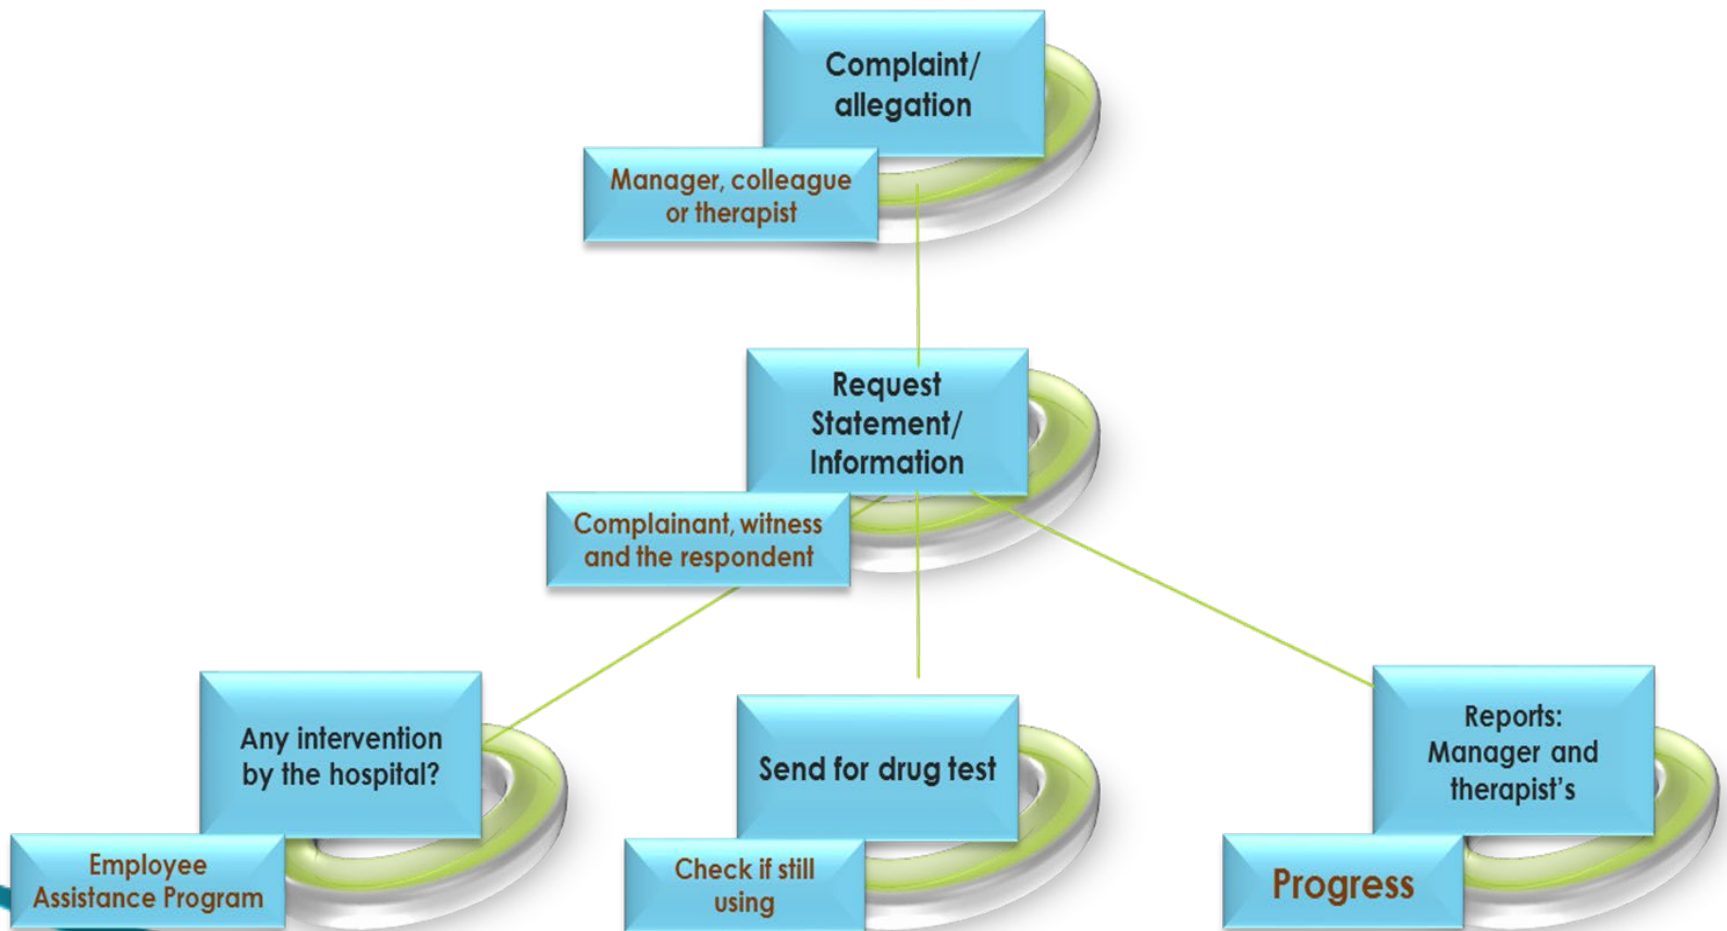 Complaint/
allegation
Manager, colleague
or therapist
Request
Statement/
Information
Complainant, witness
and the respondent
Any intervention
by the hospital?
Employee
Assistance Program
Send for drug test
Check if still
using
Reports:
Manager and
therapist's
Progress